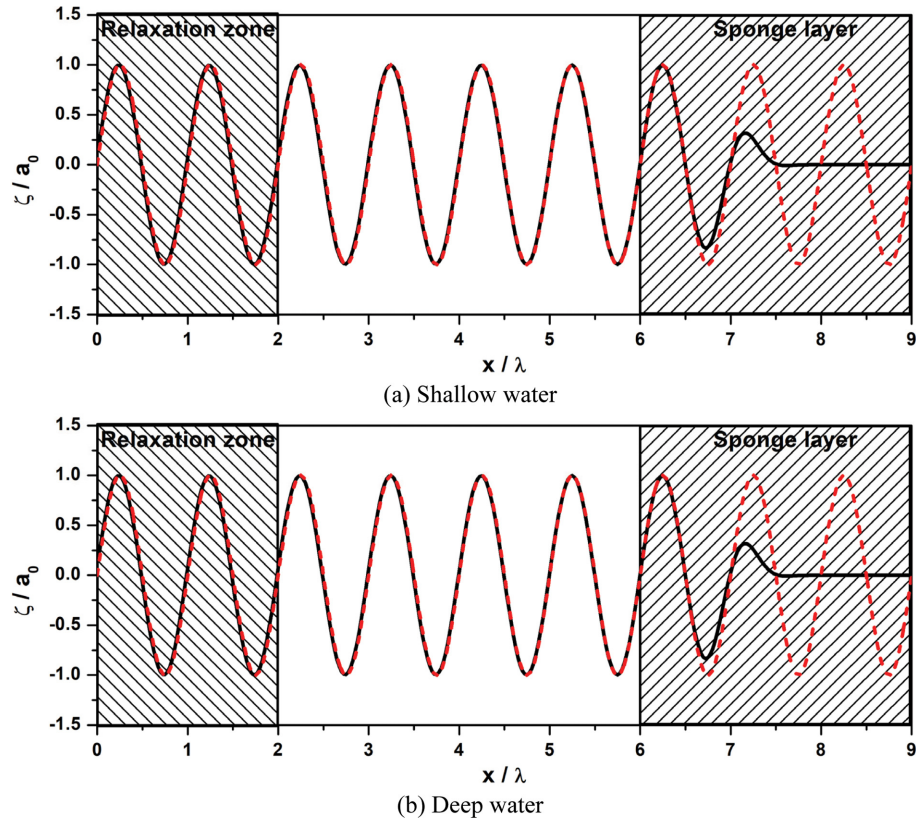 Relaxation zone
Sponge layer
1.5
1.0
0.5
0.0
-0.5
-1.0
-1.5
ζ / a₀
0 1 2 3 4 5 6 7 8 9
x / λ
(a) Shallow water
Relaxation zone
Sponge layer
1.5
1.0
0.5
0.0
-0.5
-1.0
-1.5
ζ / a₀
0 1 2 3 4 5 6 7 8 9
x / λ
(b) Deep water